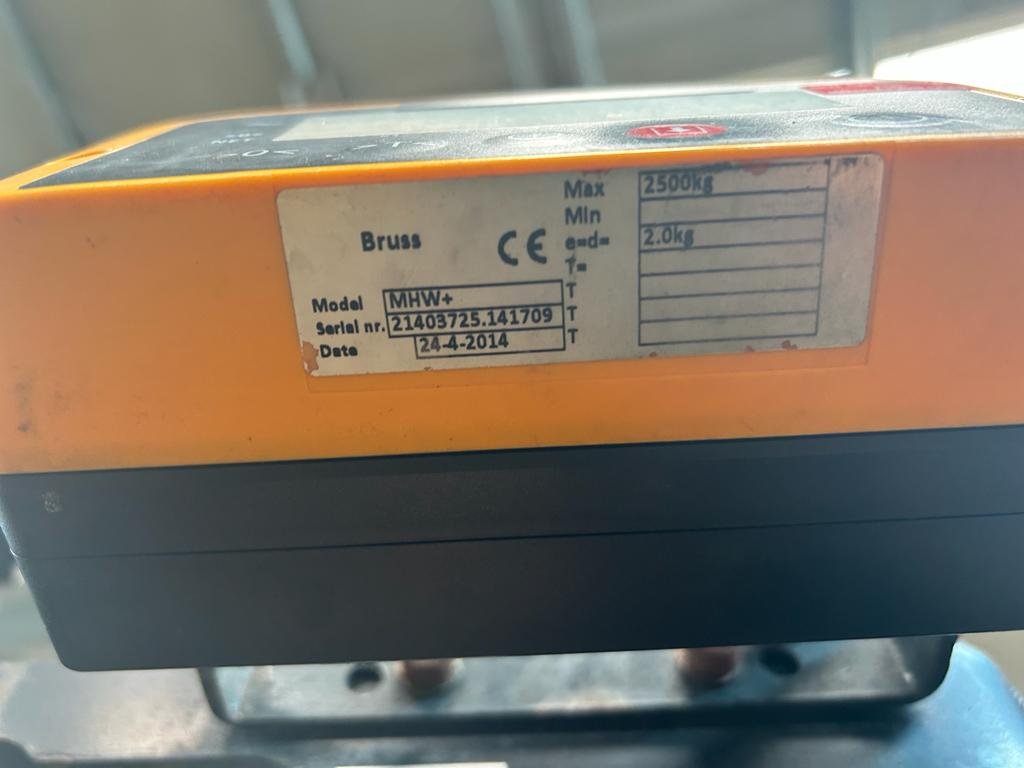 Bruss
CE
Model MHW+
Serial nr. 21403725.141709
Date 24-4-2014
Max 2500kg
Min
e=d= 2.0kg
T=
T
T
T